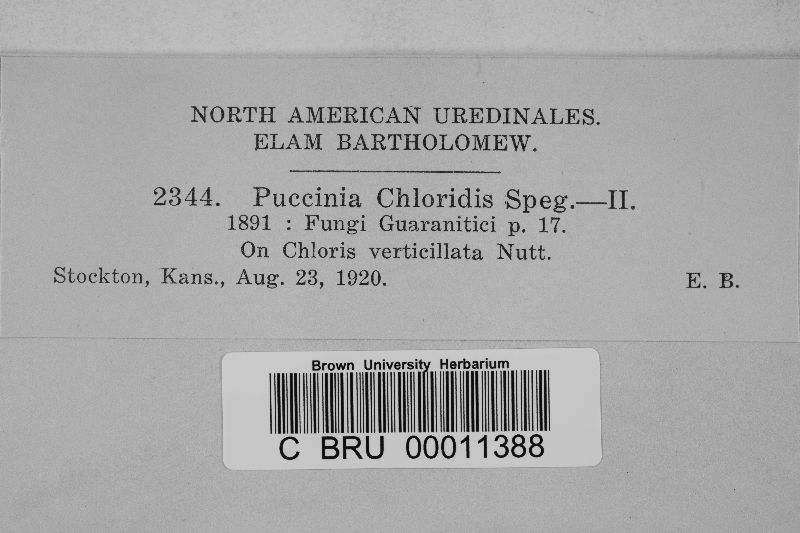 NORTH AMERICAN UREDINALES.
ELAM BARTHOLOMEW.
2344. Puccinia Chloridis Speg.—II.
1891 : Fungi Guaranitici p. 17.
On Chloris verticillata Nutt.
Stockton, Kans., Aug. 23, 1920. E. B.
Brown University Herbarium
C BRU 00011388